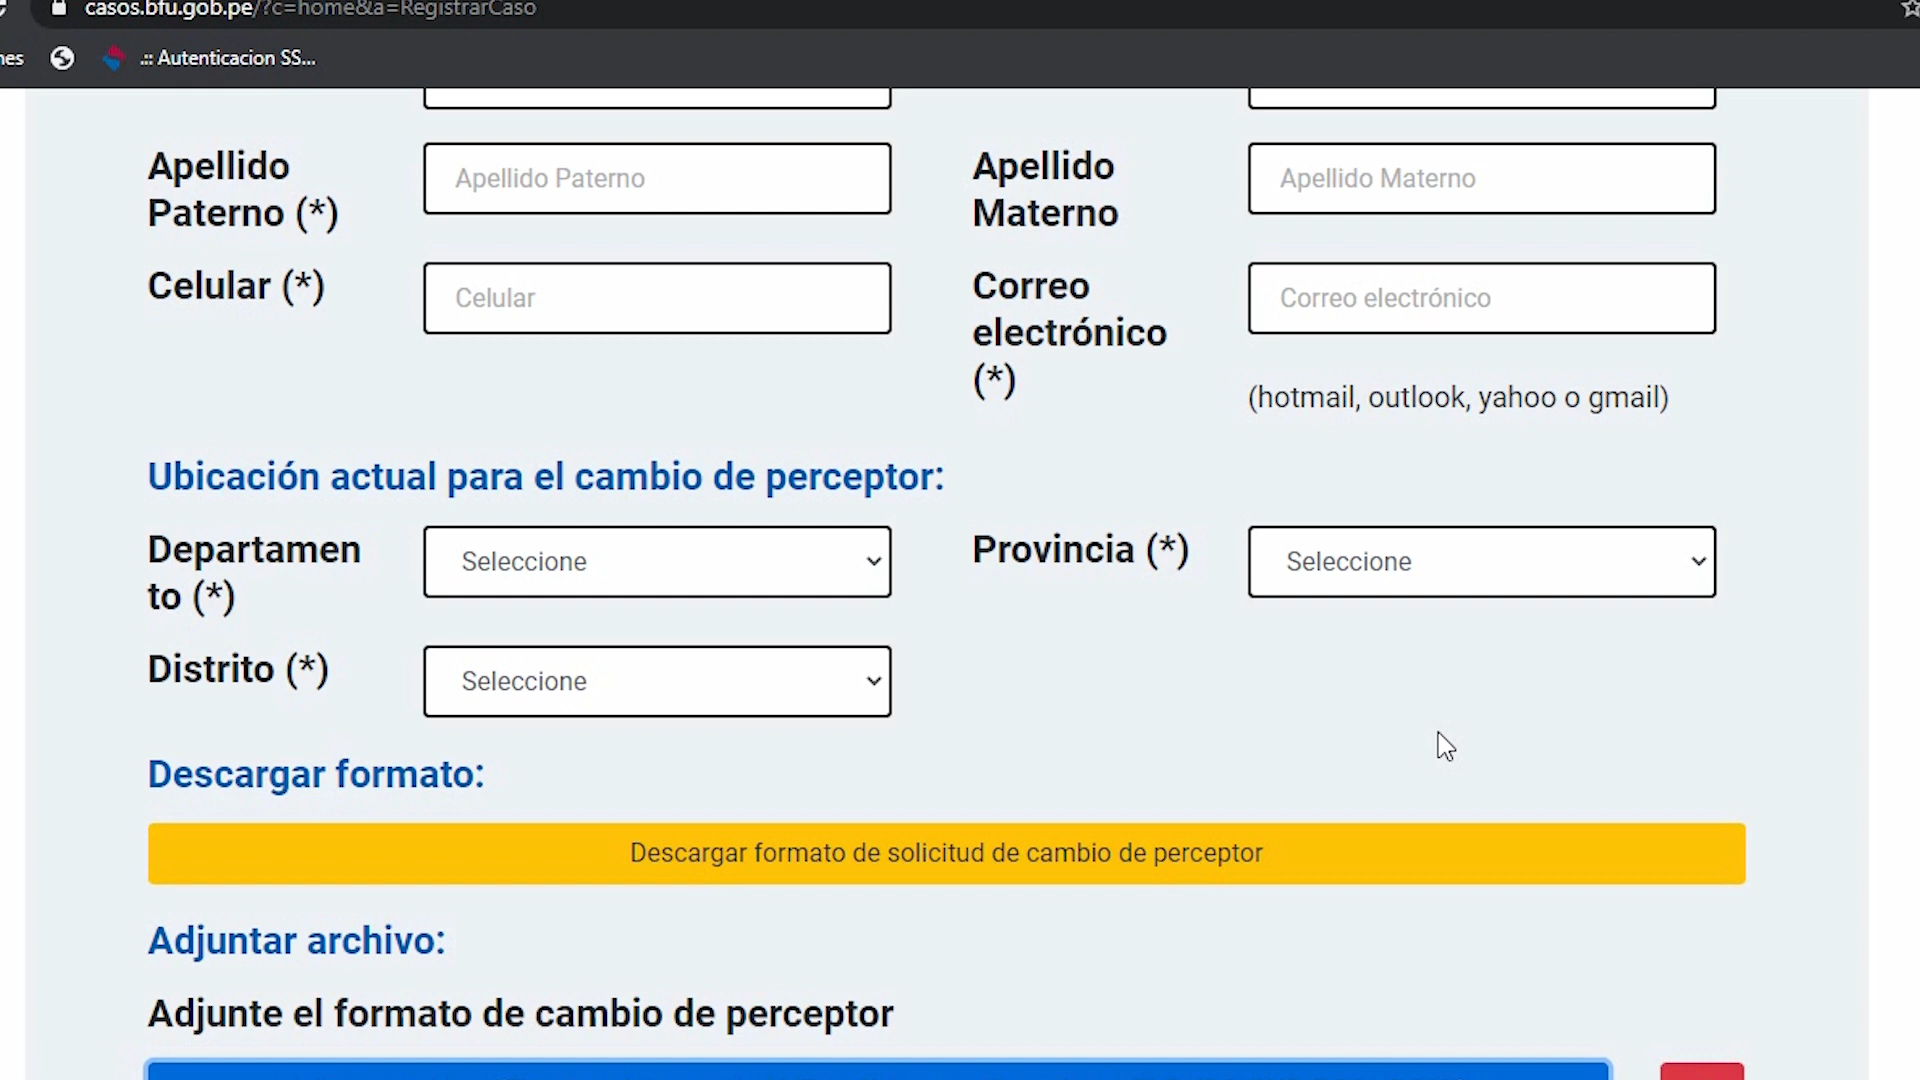 casos.bfu.gob.pe/?c=home&a=RegistrarCaso
nes
.:: Autenticacion SS...
Apellido
Paterno (*)
Apellido Paterno
Apellido
Materno
Apellido Materno
Celular (*)
Celular
Correo
electrónico
(*)
Correo electrónico
(hotmail, outlook, yahoo o gmail)
Ubicación actual para el cambio de perceptor:
Departamen
to (*)
Seleccione
Provincia (*)
Seleccione
Distrito (*)
Seleccione
Descargar formato:
Descargar formato de solicitud de cambio de perceptor
Adjuntar archivo:
Adjunte el formato de cambio de perceptor